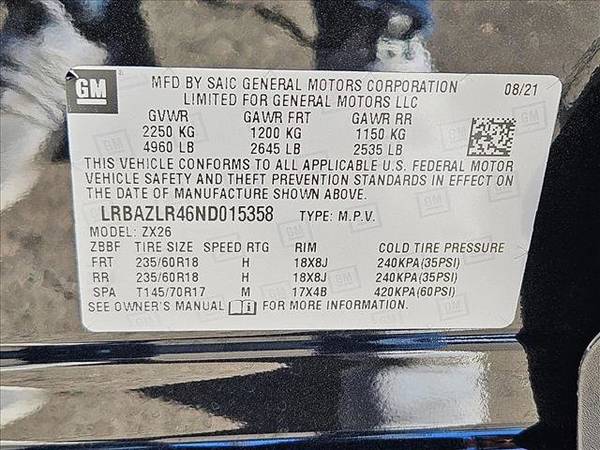 GM
MFD BY SAIC GENERAL MOTORS CORPORATION 08/21
LIMITED FOR GENERAL MOTORS LLC
GVWR GAWR FRT GAWR RR
2250 KG 1200 KG 1150 KG
4960 LB 2645 LB 2535 LB
THIS VEHICLE CONFORMS TO ALL APPLICABLE U.S. FEDERAL MOTOR
VEHICLE SAFETY AND THEFT PREVENTION STANDARDS IN EFFECT ON
THE DATE OF MANUFACTURE SHOWN ABOVE.
LRBAZLR46ND015358 TYPE: M.P.V.
MODEL: ZX26
ZBBF TIRE SIZE SPEED RTG RIM COLD TIRE PRESSURE
FRT 235/60R18 H 18X8J 240KPA(35PSI)
RR 235/60R18 H 18X8J 240KPA(35PSI)
SPA T145/70R17 M 17X4B 420KPA(60PSI)
SEE OWNER'S MANUAL FOR MORE INFORMATION.